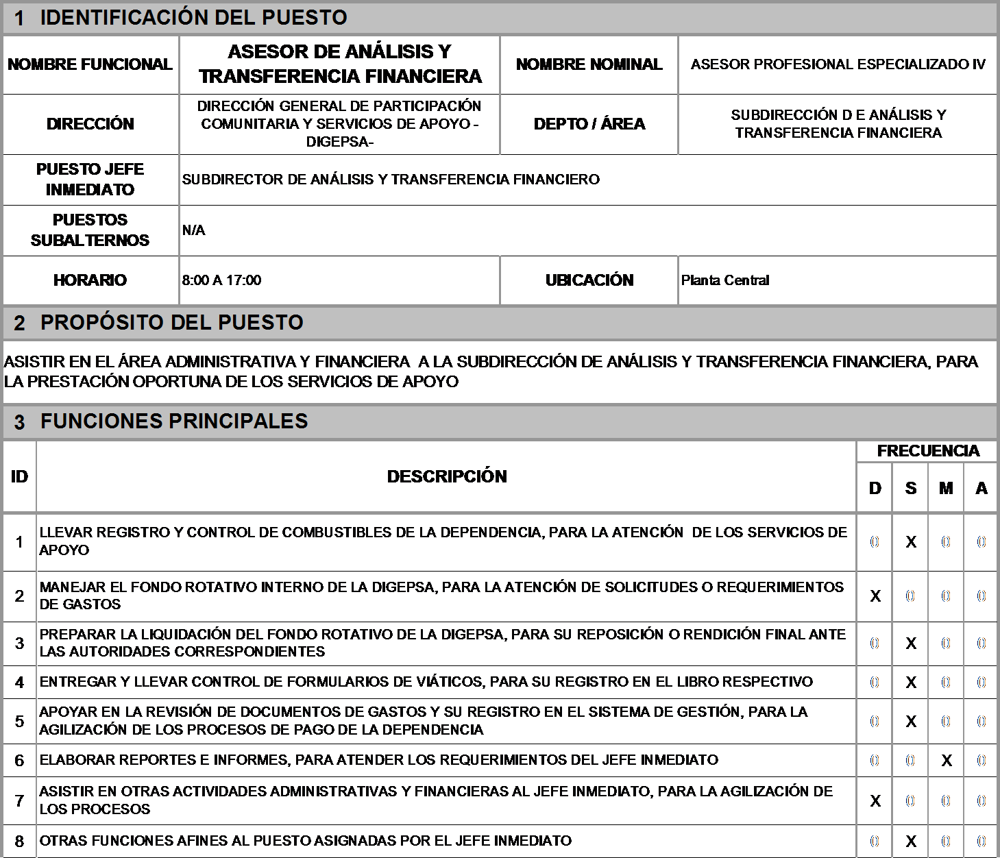 1 IDENTIFICACIÓN DEL PUESTO
NOMBRE FUNCIONAL
ASESOR DE ANÁLISIS Y
TRANSFERENCIA FINANCIERA
NOMBRE NOMINAL
ASESOR PROFESIONAL ESPECIALIZADO IV
DIRECCIÓN
DIRECCIÓN GENERAL DE PARTICIPACIÓN
COMUNITARIA Y SERVICIOS DE APOYO -
DIGEPSA-
DEPTO / ÁREA
SUBDIRECCIÓN D E ANÁLISIS Y
TRANSFERENCIA FINANCIERA
PUESTO JEFE
INMEDIATO
SUBDIRECTOR DE ANÁLISIS Y TRANSFERENCIA FINANCIERO
PUESTOS
SUBALTERNOS
N/A
HORARIO
8:00 A 17:00
UBICACIÓN
Planta Central
2 PROPÓSITO DEL PUESTO
ASISTIR EN EL ÁREA ADMINISTRATIVA Y FINANCIERA  A LA SUBDIRECCIÓN DE ANÁLISIS Y TRANSFERENCIA FINANCIERA, PARA
LA PRESTACIÓN OPORTUNA DE LOS SERVICIOS DE APOYO
3 FUNCIONES PRINCIPALES
ID
DESCRIPCIÓN
FRECUENCIA
D S M A
1
LLEVAR REGISTRO Y CONTROL DE COMBUSTIBLES DE LA DEPENDENCIA, PARA LA ATENCIÓN  DE LOS SERVICIOS DE
APOYO
0 X 0 0
2
MANEJAR EL FONDO ROTATIVO INTERNO DE LA DIGEPSA, PARA LA ATENCIÓN DE SOLICITUDES O REQUERIMIENTOS
DE GASTOS
X 0 0 0
3
PREPARAR LA LIQUIDACIÓN DEL FONDO ROTATIVO DE LA DIGEPSA, PARA SU REPOSICIÓN O RENDICIÓN FINAL ANTE
LAS AUTORIDADES CORRESPONDIENTES
0 X 0 0
4
ENTREGAR Y LLEVAR CONTROL DE FORMULARIOS DE VIÁTICOS, PARA SU REGISTRO EN EL LIBRO RESPECTIVO
0 X 0 0
5
APOYAR EN LA REVISIÓN DE DOCUMENTOS DE GASTOS Y SU REGISTRO EN EL SISTEMA DE GESTIÓN, PARA LA
AGILIZACIÓN DE LOS PROCESOS DE PAGO DE LA DEPENDENCIA
0 X 0 0
6
ELABORAR REPORTES E INFORMES, PARA ATENDER LOS REQUERIMIENTOS DEL JEFE INMEDIATO
0 0 X 0
7
ASISTIR EN OTRAS ACTIVIDADES ADMINISTRATIVAS Y FINANCIERAS AL JEFE INMEDIATO, PARA LA AGILIZACIÓN DE
LOS PROCESOS
X 0 0 0
8
OTRAS FUNCIONES AFINES AL PUESTO ASIGNADAS POR EL JEFE INMEDIATO
0 X 0 0